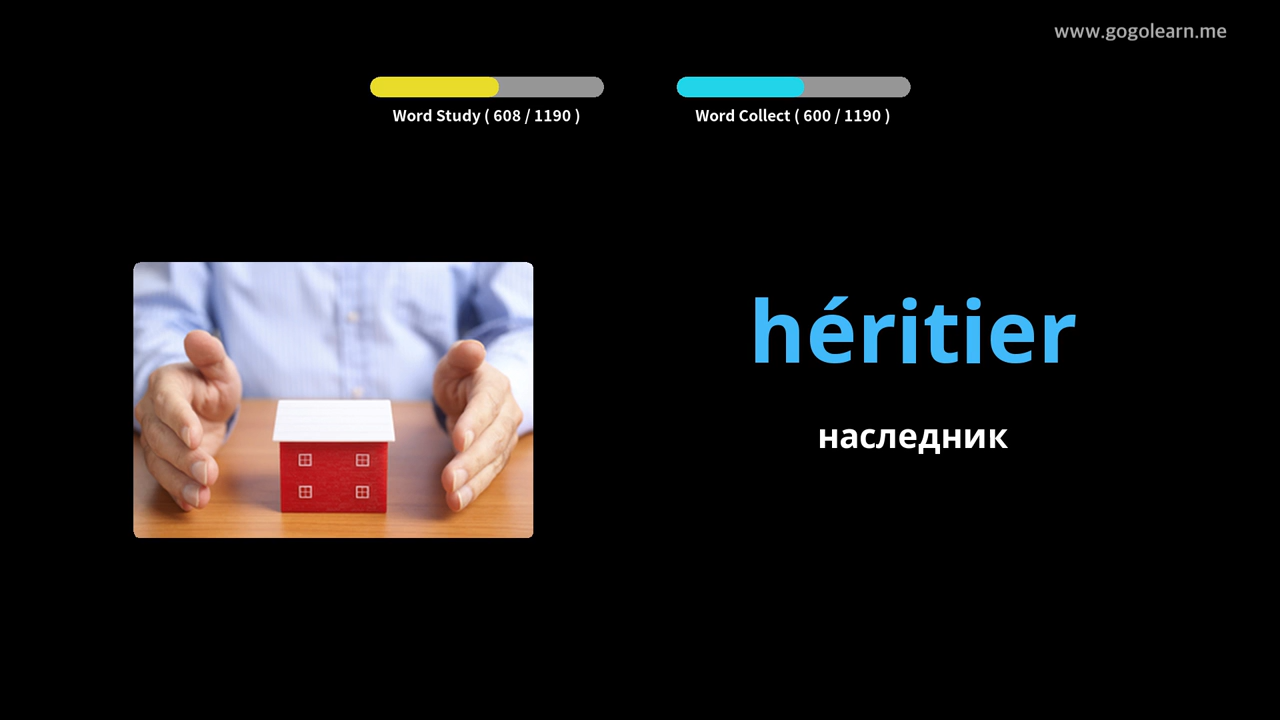 www.gogolearn.me
Word Study ( 608 / 1190 )
Word Collect ( 600 / 1190 )
héritier
наследник